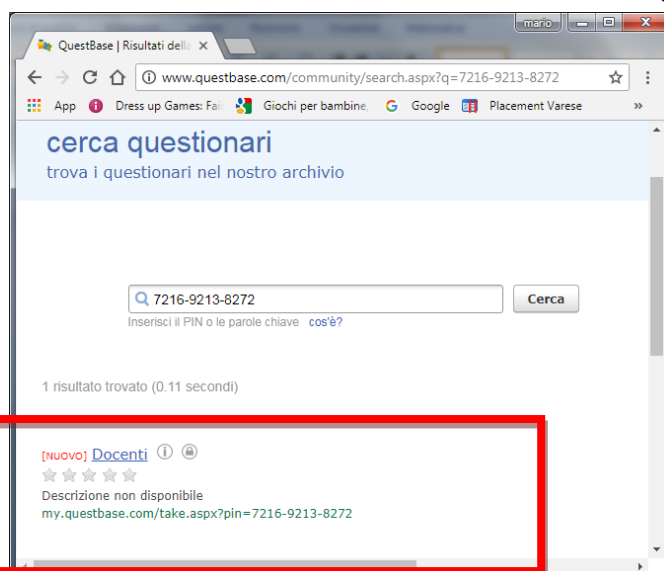 mario
QuestBase | Risultati della
www.questbase.com/community/search.aspx?q=7216-9213-8272
App Dress up Games: Fai Giochi per bambine, Google Placement Varese »
cerca questionari
trova i questionari nel nostro archivio
7216-9213-8272 Cerca
Inserisci il PIN o le parole chiave cos'è?
1 risultato trovato (0.11 secondi)
[NUOVO] Docenti
Descrizione non disponibile
my.questbase.com/take.aspx?pin=7216-9213-8272